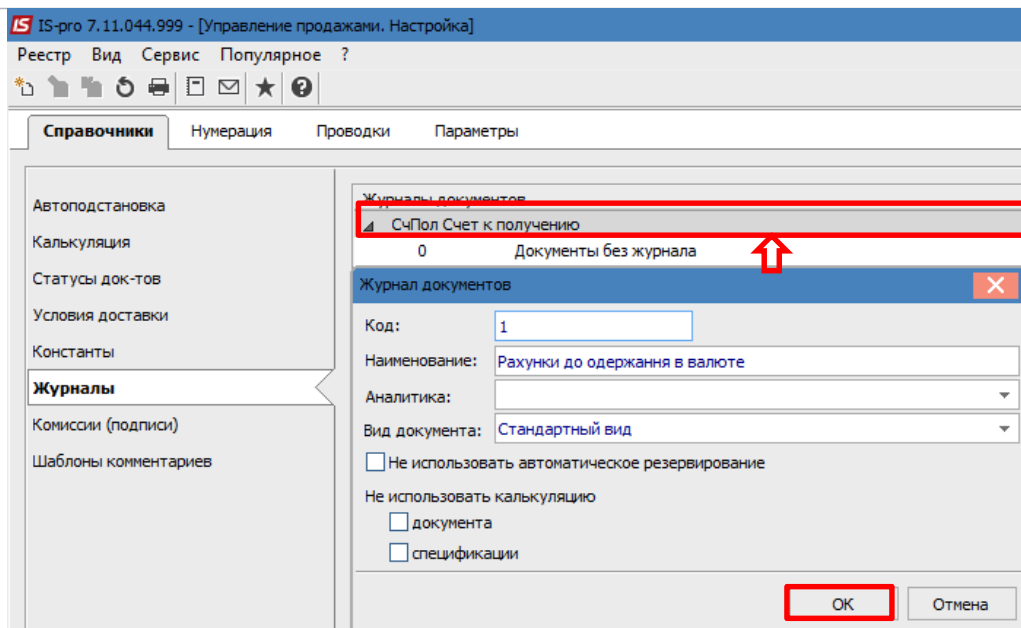 IS IS-pro 7.11.044.999 - [Управление продажами. Настройка]
Реестр Вид Сервис Популярное ?
Справочники Нумерация Проводки Параметры
Автоподстановка
Калькуляция
Статусы док-тов
Условия доставки
Константы
Журналы
Комиссии (подписи)
Шаблоны комментариев
Журналы документов
СчПол Счет к получению
0 Документы без журнала
Журнал документов
Код: 1
Наименование: Рахунки до одержання в валюте
Аналитика:
Вид документа: Стандартный вид
Не использовать автоматическое резервирование
Не использовать калькуляцию
документа
спецификации
ОК Отмена